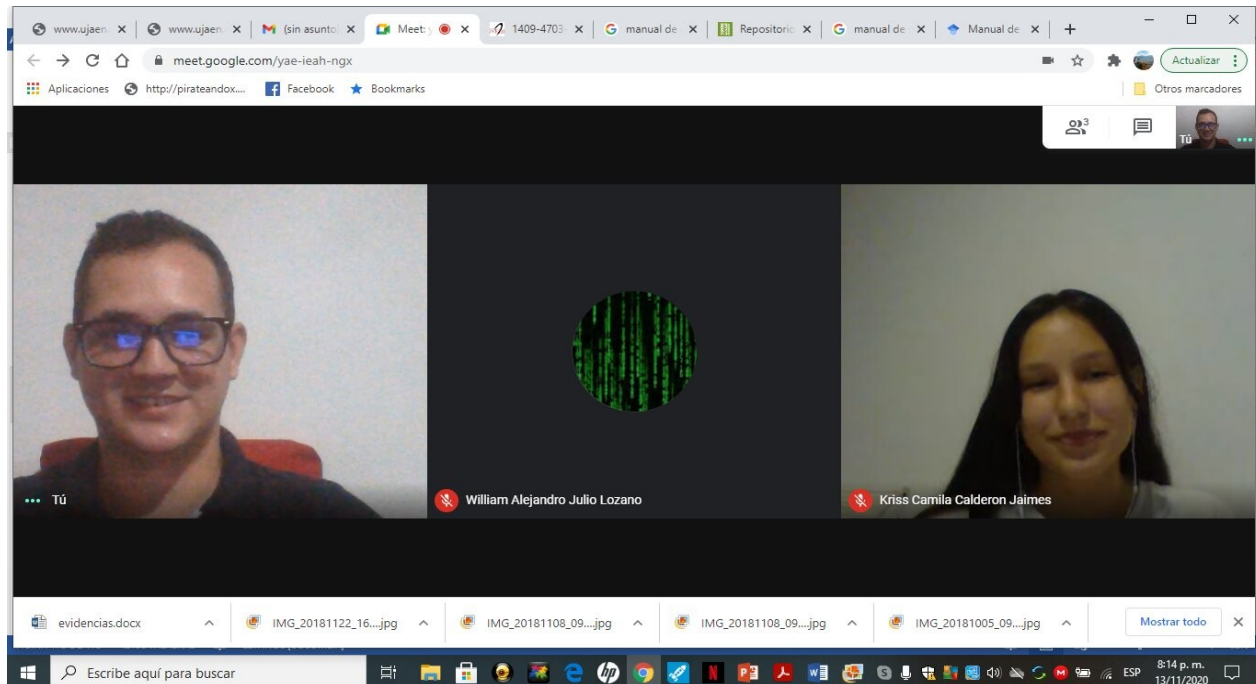 www.ujaen.
www.ujaen.
(sin asunto)
Meet: y
1409-4703-
manual de
Repositoric
manual de
Manual de
meet.google.com/yae-ieah-ngx
Actualizar
Aplicaciones
http://pirateandox....
Facebook
Bookmarks
Otros marcadores
3
Tú
Tú
William Alejandro Julio Lozano
Kriss Camila Calderon Jaimes
evidencias.docx
IMG_20181122_16....jpg
IMG_20181108_09....jpg
IMG_20181108_09....jpg
IMG_20181005_09....jpg
Mostrar todo
Escribe aquí para buscar
ESP
8:14 p. m.
13/11/2020